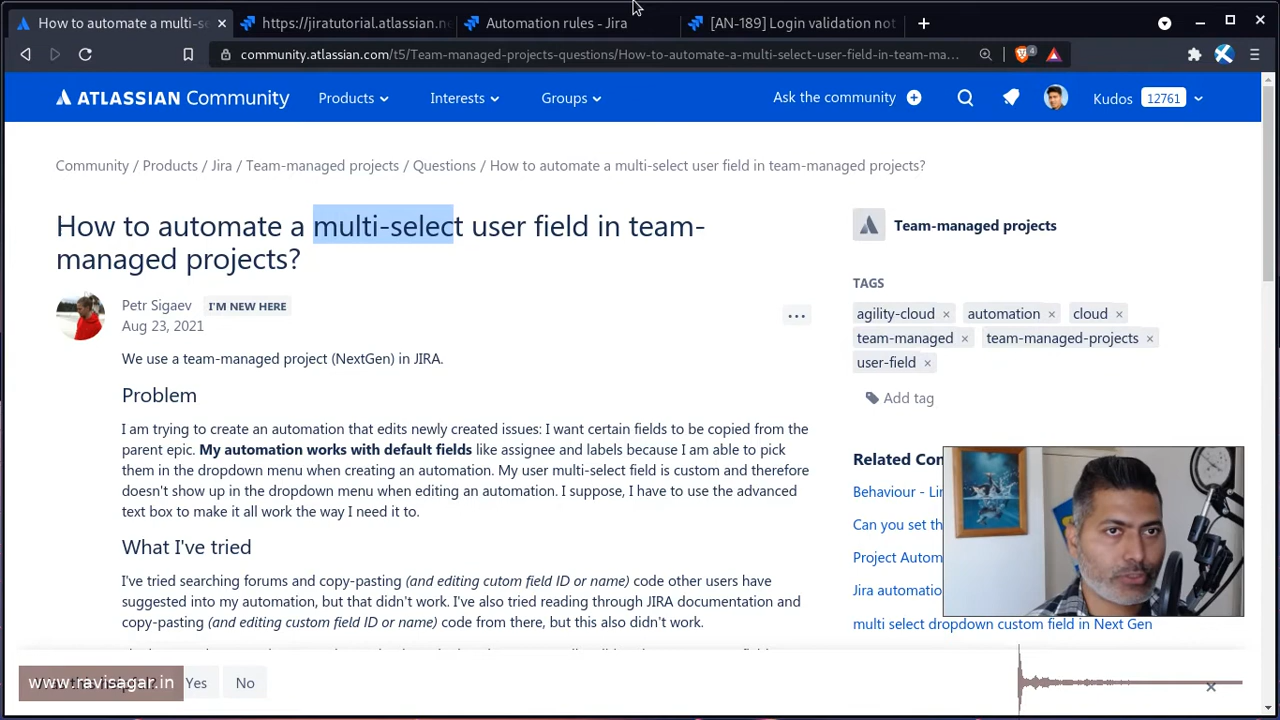 How to automate a multi-se
https://jiratutorial.atlassian.ne
Automation rules - Jira
[AN-189] Login validation not
community.atlassian.com/t5/Team-managed-projects-questions/How-to-automate-a-multi-select-user-field-in-team-ma...
4
ATLASSIAN Community
Products
Interests
Groups
Ask the community
Kudos 12761
Community / Products / Jira / Team-managed projects / Questions / How to automate a multi-select user field in team-managed projects?
How to automate a multi-select user field in team-
managed projects?
Petr Sigaev I'M NEW HERE
Aug 23, 2021
We use a team-managed project (NextGen) in JIRA.
Problem
I am trying to create an automation that edits newly created issues: I want certain fields to be copied from the
parent epic. My automation works with default fields like assignee and labels because I am able to pick
them in the dropdown menu when creating an automation. My user multi-select field is custom and therefore
doesn't show up in the dropdown menu when editing an automation. I suppose, I have to use the advanced
text box to make it all work the way I need it to.
What I've tried
I've tried searching forums and copy-pasting (and editing cutom field ID or name) code other users have
suggested into my automation, but that didn't work. I've also tried reading through JIRA documentation and
copy-pasting (and editing custom field ID or name) code from there, but this also didn't work.
Team-managed projects
TAGS
agility-cloud × automation × cloud ×
team-managed × team-managed-projects ×
user-field ×
Add tag
Related Con
Behaviour - Lin
Can you set th
Project Autom
Jira automatio
multi select dropdown custom field in Next Gen
www.ravisagar.in
Yes
No